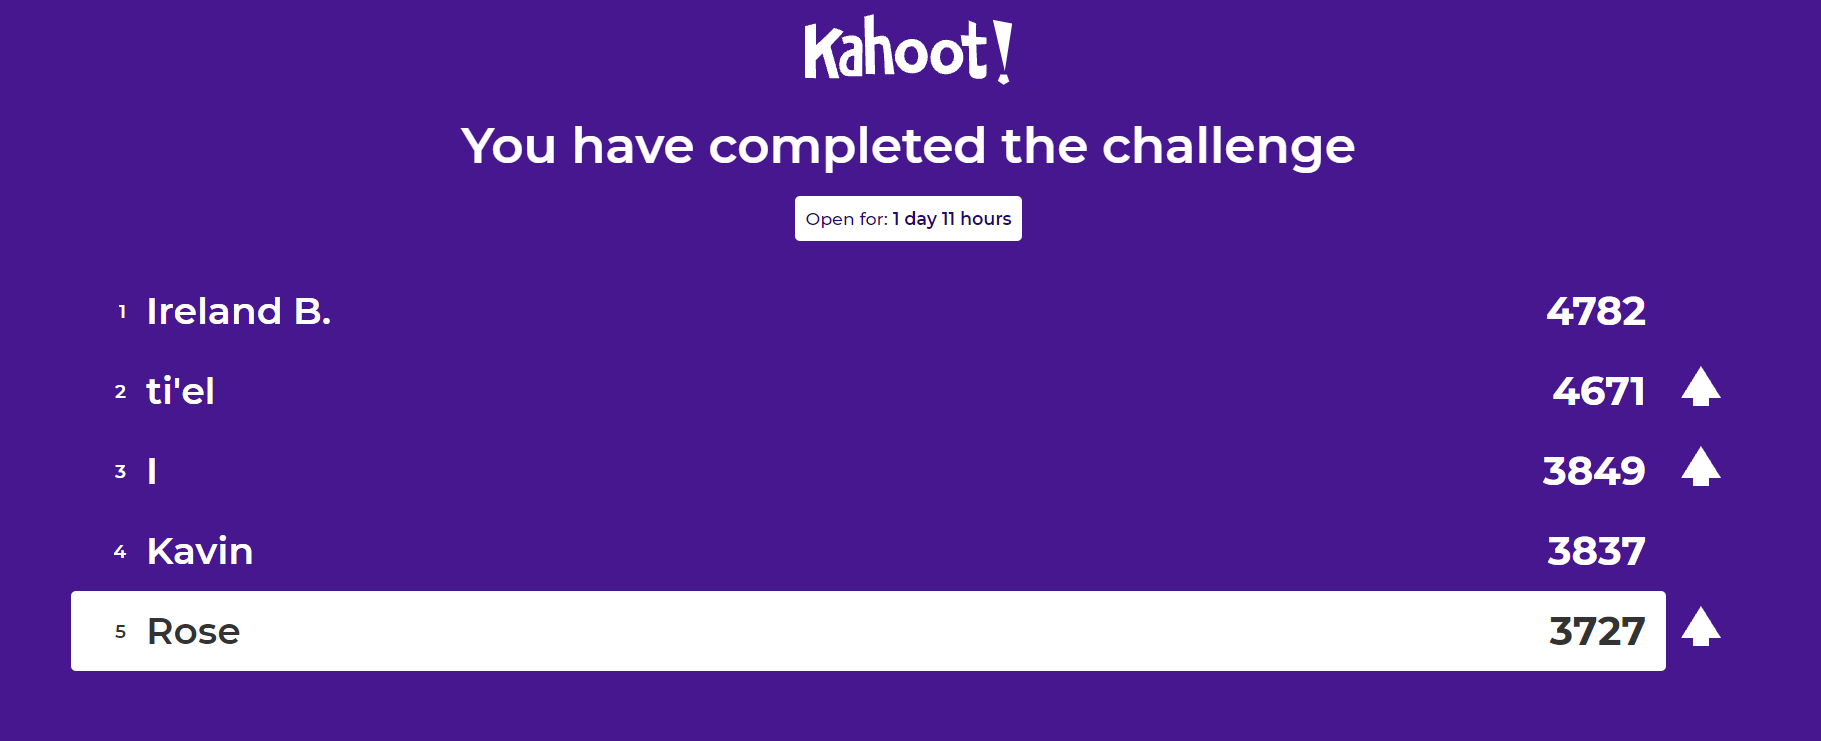 Kahoot!
You have completed the challenge
Open for: 1 day 11 hours
1 Ireland B. 4782
2 ti'el 4671
3 I 3849
4 Kavin 3837
5 Rose 3727